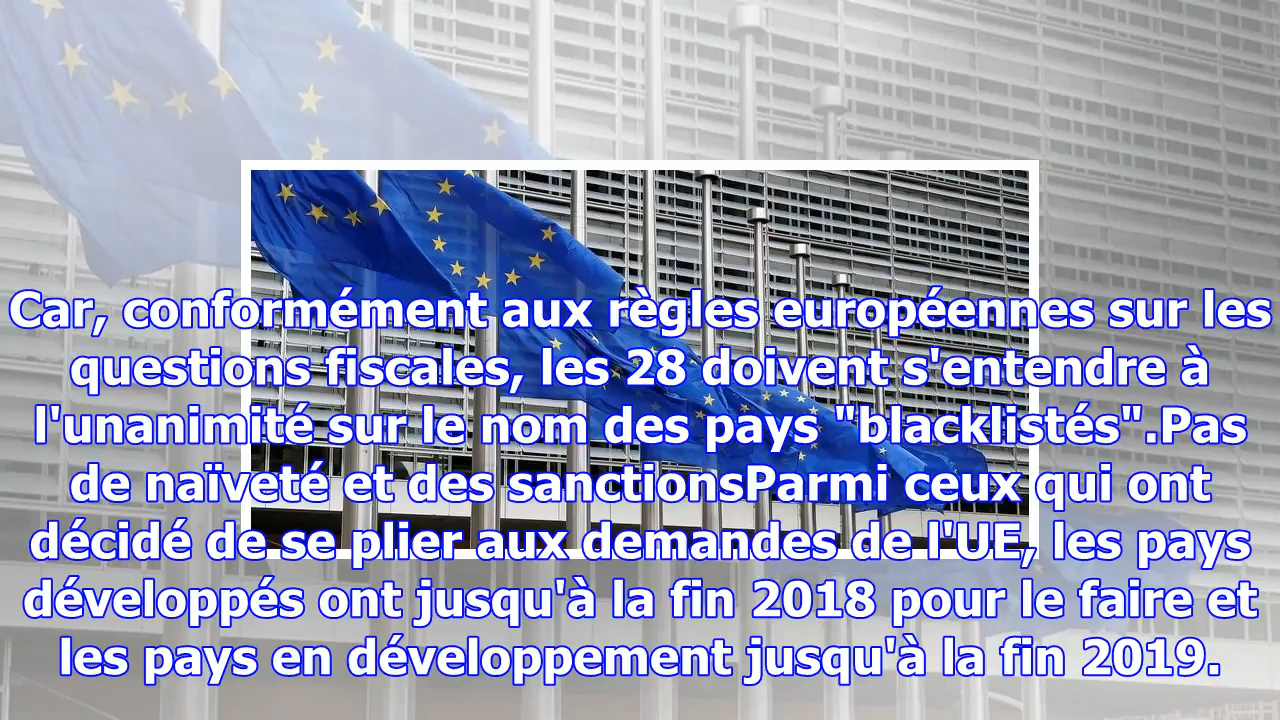 Car, conformément aux règles européennes sur les
questions fiscales, les 28 doivent s'entendre à
l'unanimité sur le nom des pays "blacklistés".Pas
de naïveté et des sanctionsParmi ceux qui ont
décidé de se plier aux demandes de l'UE, les pays
développés ont jusqu'à la fin 2018 pour le faire et
les pays en développement jusqu'à la fin 2019.